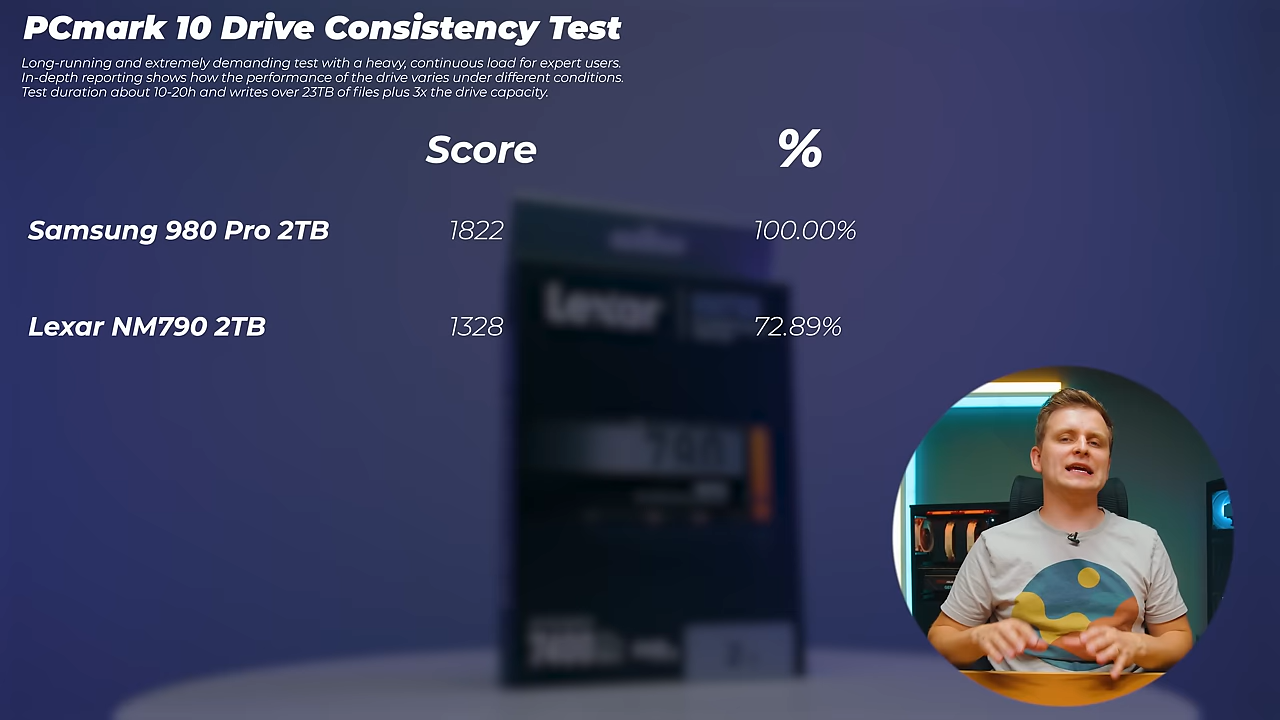 PCmark 10 Drive Consistency Test
Long-running and extremely demanding test with a heavy, continuous load for expert users.
In-depth reporting shows how the performance of the drive varies under different conditions.
Test duration about 10-20h and writes over 23TB of files plus 3x the drive capacity.
Score %
Samsung 980 Pro 2TB 1822 100.00%
Lexar NM790 2TB 1328 72.89%
Lexar